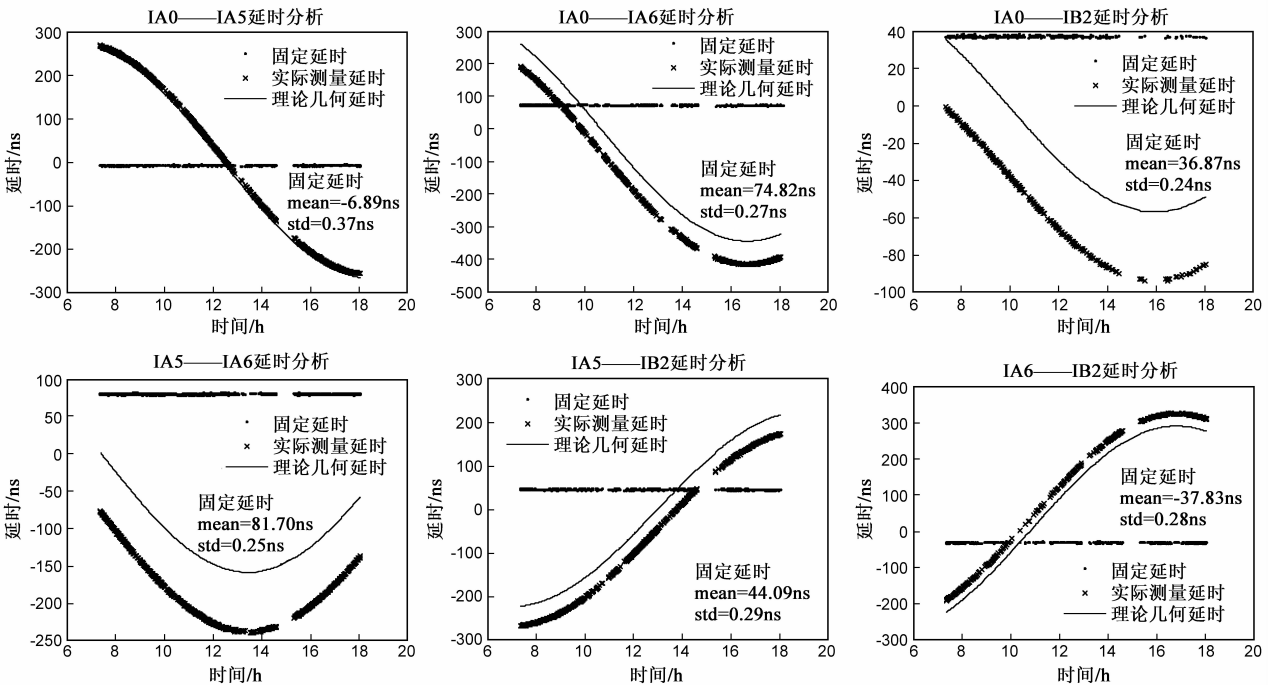 IA0——IA5延时分析
300
200
100
0
-100
-200
-300
延时/ns
固定延时
实际测量延时
理论几何延时
固定延时
mean=-6.89ns
std=0.37ns
6 8 10 12 14 16 18 20
时间/h
IA0——IA6延时分析
300
200
100
0
-100
-200
-300
-400
-500
延时/ns
固定延时
实际测量延时
理论几何延时
固定延时
mean=74.82ns
std=0.27ns
6 8 10 12 14 16 18 20
时间/h
IA0——IB2延时分析
40
20
0
-20
-40
-60
-80
-100
延时/ns
固定延时
实际测量延时
理论几何延时
固定延时
mean=36.87ns
std=0.24ns
6 8 10 12 14 16 18 20
时间/h
IA5——IA6延时分析
100
50
0
-50
-100
-150
-200
-250
延时/ns
固定延时
实际测量延时
理论几何延时
固定延时
mean=81.70ns
std=0.25ns
6 8 10 12 14 16 18 20
时间/h
IA5——IB2延时分析
300
200
100
0
-100
-200
-300
延时/ns
固定延时
实际测量延时
理论几何延时
固定延时
mean=44.09ns
std=0.29ns
6 8 10 12 14 16 18 20
时间/h
IA6——IB2延时分析
400
300
200
100
0
-100
-200
-300
延时/ns
固定延时
mean=-37.83ns
std=0.28ns
固定延时
实际测量延时
理论几何延时
6 8 10 12 14 16 18 20
时间/h